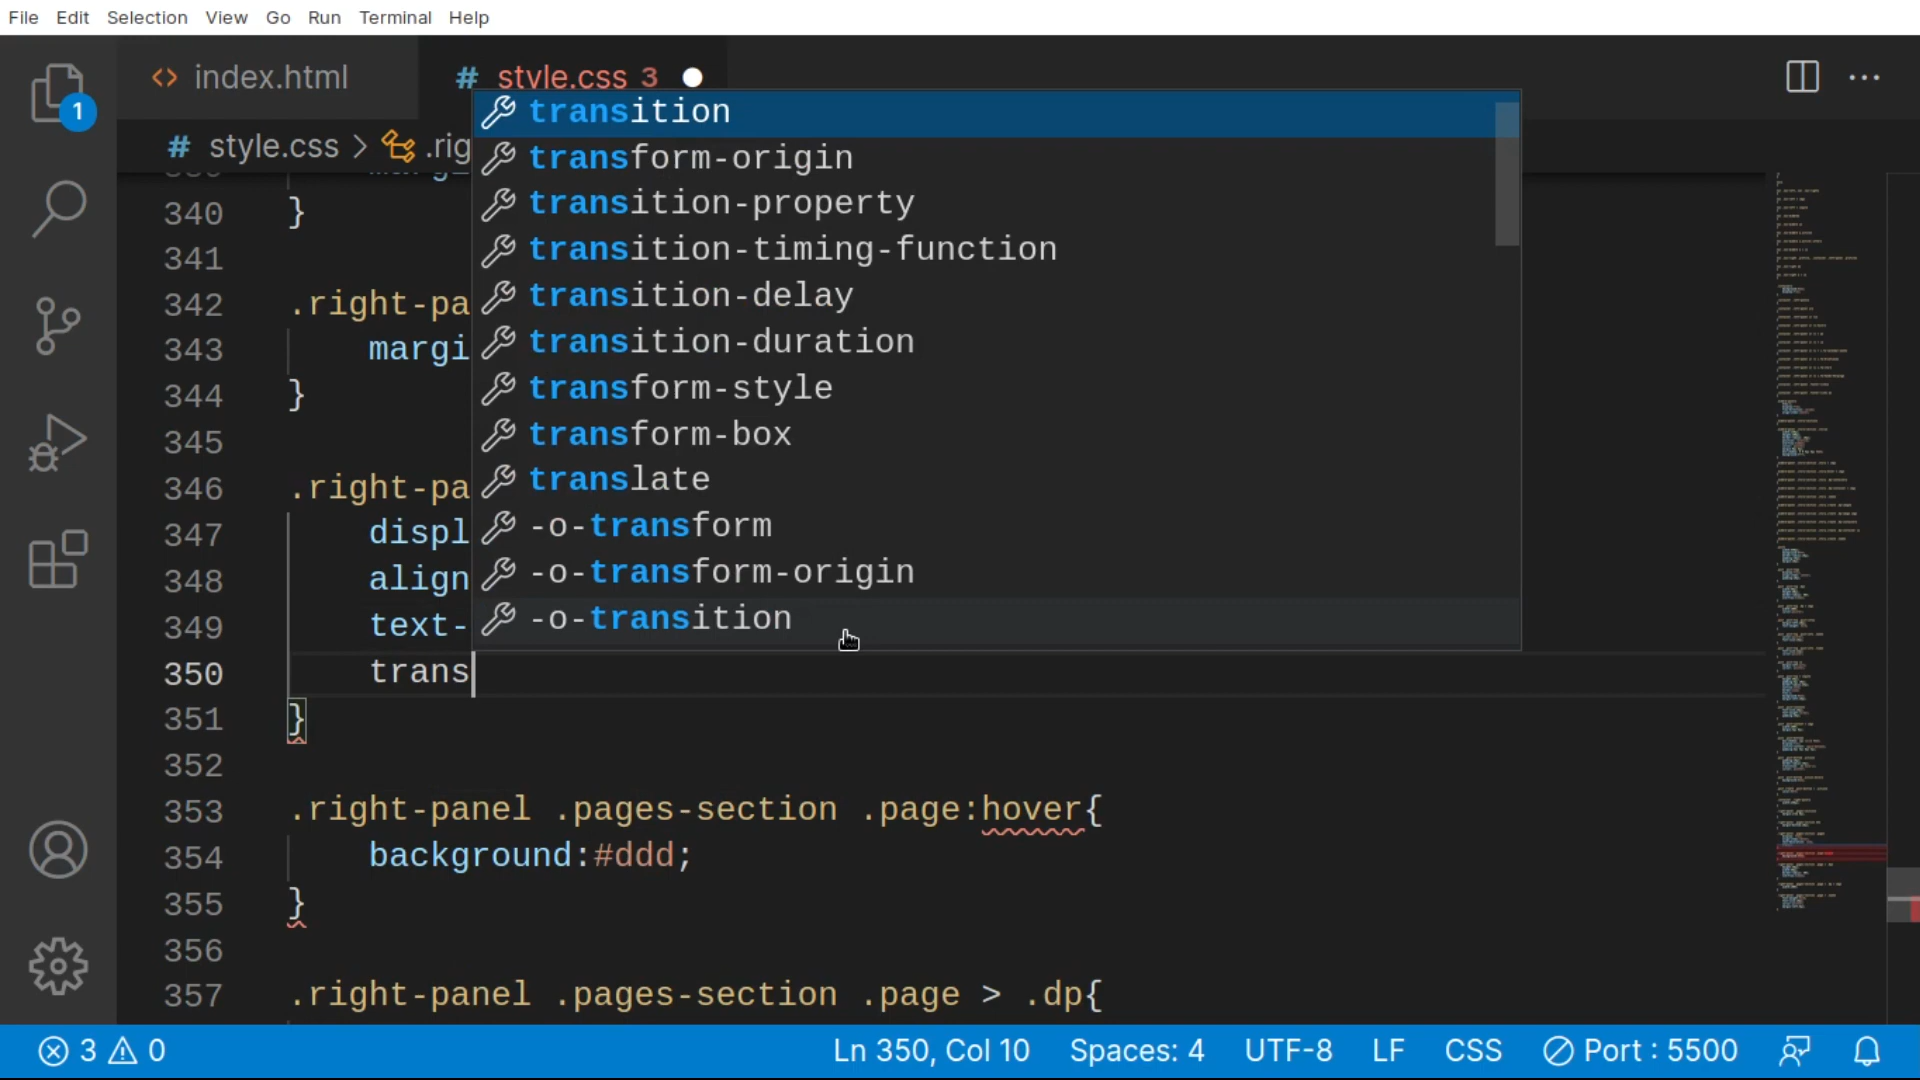 File Edit Selection View Go Run Terminal Help
1
<> index.html
# style.css 3
# style.css > .rig
transition
transform-origin
transition-property
transition-timing-function
transition-delay
transition-duration
transform-style
transform-box
translate
-o-transform
-o-transform-origin
-o-transition
340 }
341
342 .right-pa
343 margi
344 }
345
346 .right-pa
347 displ
348 align
349 text-
350 trans
351 }
352
353 .right-panel .pages-section .page:hover{
354 background:#ddd;
355 }
356
357 .right-panel .pages-section .page > .dp{
3 0 Ln 350, Col 10 Spaces: 4 UTF-8 LF CSS Port : 5500